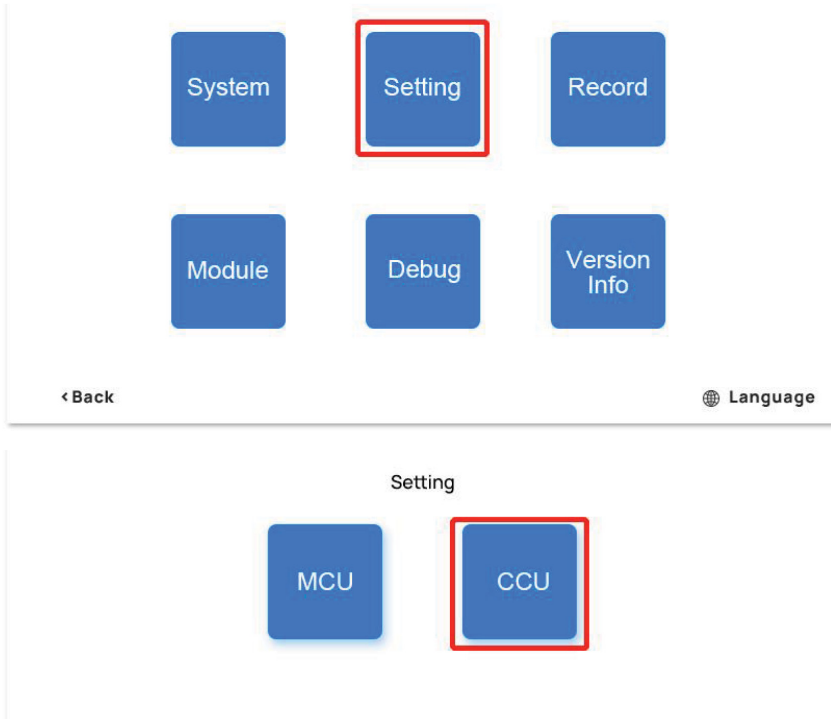 System
Setting
Record
Module
Debug
Version
Info
<Back
Language
Setting
MCU
CCU